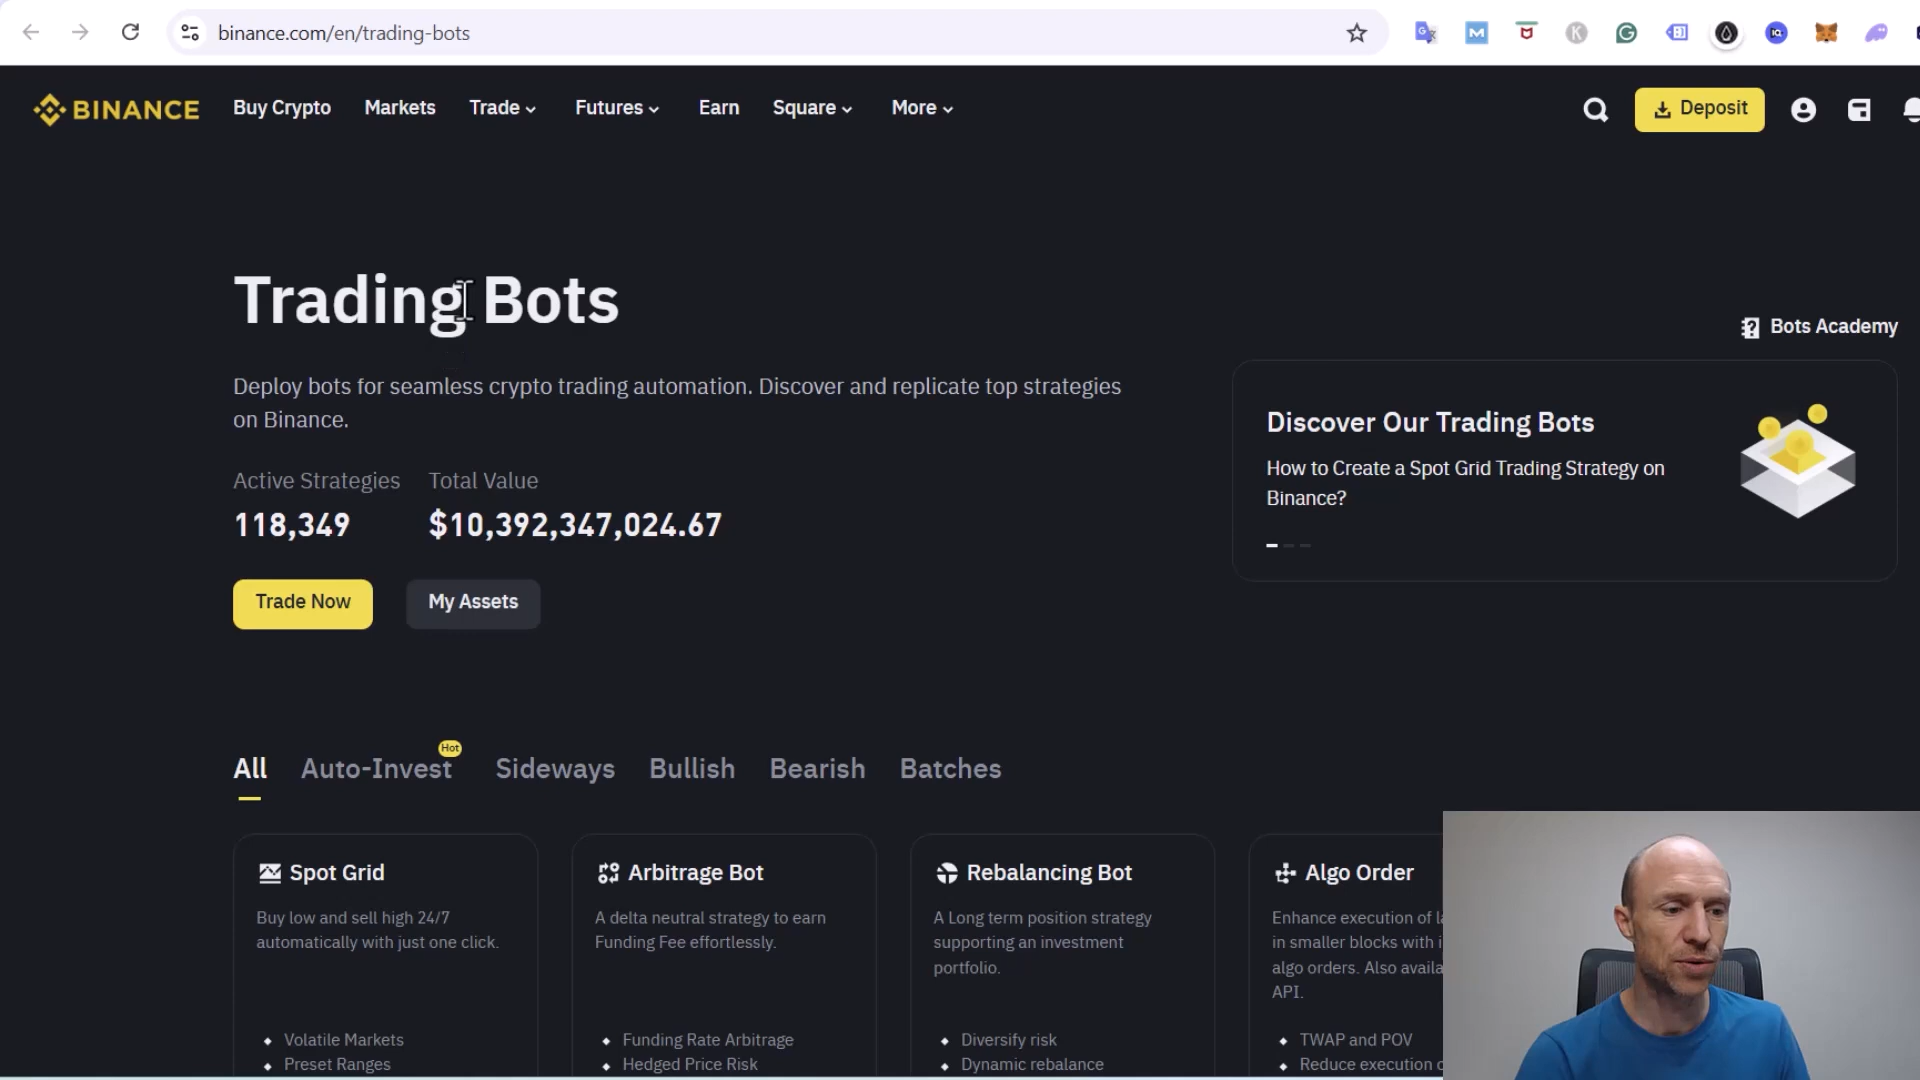 binance.com/en/trading-bots
BINANCE
Buy Crypto
Markets
Trade
Futures
Earn
Square
More
Deposit
Trading Bots
Bots Academy
Deploy bots for seamless crypto trading automation. Discover and replicate top strategies
on Binance.
Active Strategies
Total Value
118,349
$10,392,347,024.67
Trade Now
My Assets
Discover Our Trading Bots
How to Create a Spot Grid Trading Strategy on
Binance?
All
Auto-Invest
Hot
Sideways
Bullish
Bearish
Batches
Spot Grid
Buy low and sell high 24/7
automatically with just one click.
Volatile Markets
Preset Ranges
Arbitrage Bot
A delta neutral strategy to earn
Funding Fee effortlessly.
Funding Rate Arbitrage
Hedged Price Risk
Rebalancing Bot
A Long term position strategy
supporting an investment
portfolio.
Diversify risk
Dynamic rebalance
Algo Order
Enhance execution of
in smaller blocks with
algo orders. Also
API.
TWAP and POV
Reduce execution